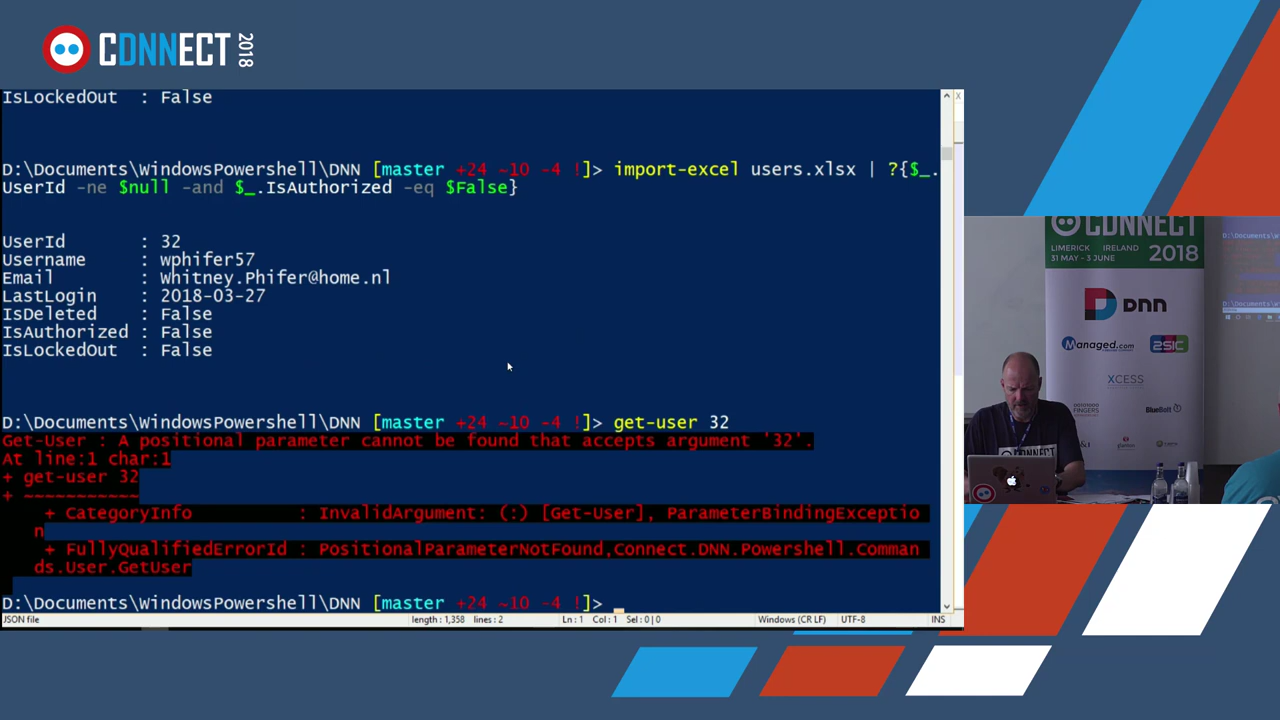 CDNNECT 2018
IsLockedOut : False
D:\Documents\WindowsPowershell\DNN [master +24 ~10 -4 !]> import-excel users.xlsx | ?{$_.
UserId -ne $null -and $_.IsAuthorized -eq $False}
UserId : 32
Username : wphifer57
Email : Whitney.Phifer@home.nl
LastLogin : 2018-03-27
IsDeleted : False
IsAuthorized : False
IsLockedOut : False
D:\Documents\WindowsPowershell\DNN [master +24 ~10 -4 !]> get-user 32
Get-User : A positional parameter cannot be found that accepts argument '32'.
At line:1 char:1
+ get-user 32
+ ~~~~~~~~~~~
+ CategoryInfo : InvalidArgument: (:) [Get-User], ParameterBindingExceptio
n
+ FullyQualifiedErrorId : PositionalParameterNotFound,Connect.DNN.Powershell.Comman
ds.User.GetUser
D:\Documents\WindowsPowershell\DNN [master +24 ~10 -4 !]>
JSON file length : 1,358 lines : 2 Ln : 1 Col : 1 Sel : 0 | 0 Windows (CR LF) UTF-8 INS
CDNNECT
LIMERICK IRELAND
31 MAY - 3 JUNE 2018
DNN
Managed.com
2SIC
XCESS
FINGERS
BlueBolt